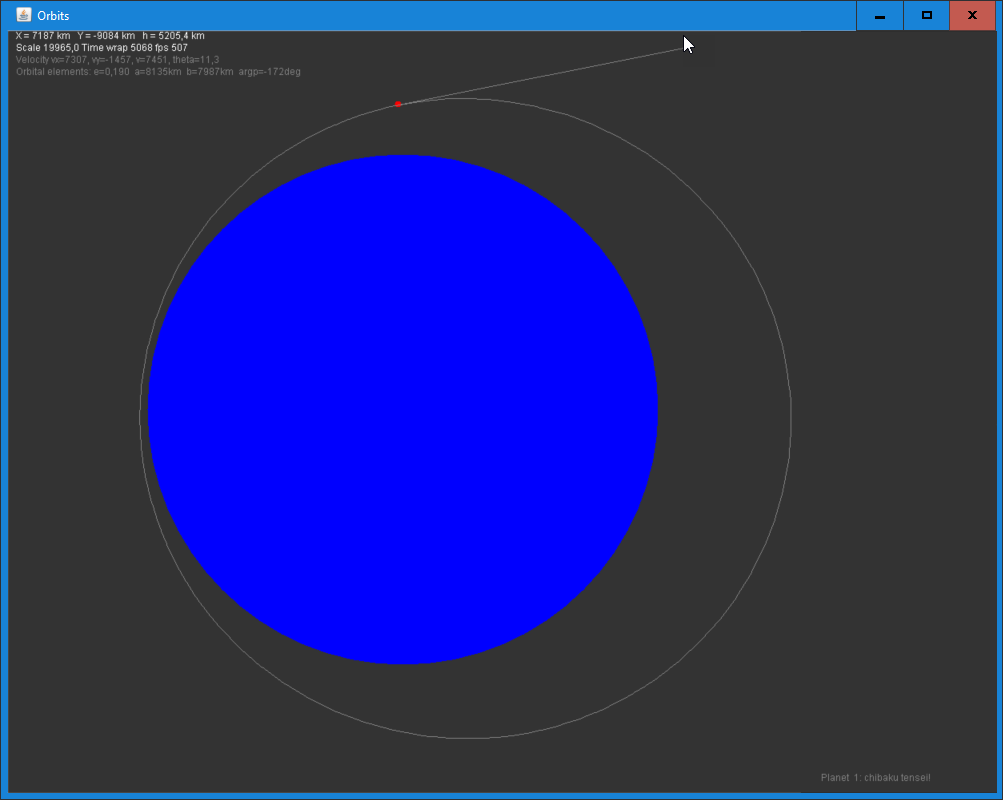 Orbits
X = 7187 km Y = -9084 km h = 5205,4 km
Scale 19965,0 Time wrap 5068 fps 507
Velocity vx=7307, vy=-1457, v=7451, theta=11,3
Orbital elements: e=0,190 a=8135km b=7987km argp=-172deg
Planet 1: chibaku tensei!